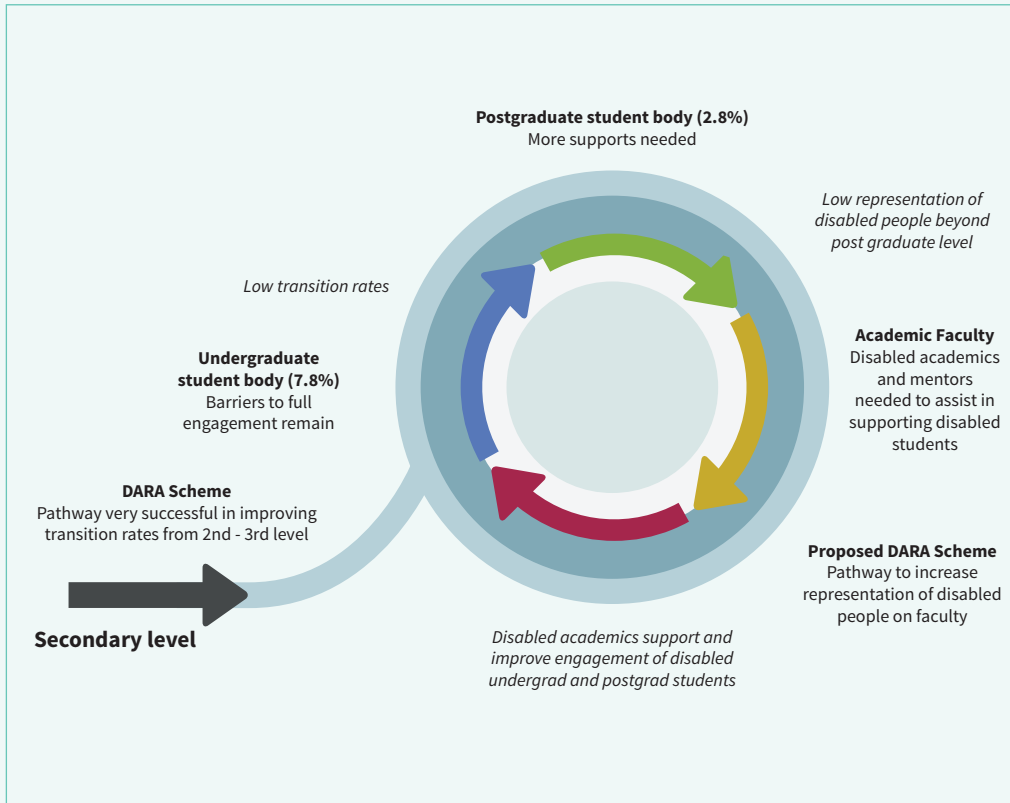 Postgraduate student body (2.8%)
More supports needed
Low representation of
disabled people beyond
post graduate level
Low transition rates
Academic Faculty
Disabled academics
and mentors
needed to assist in
supporting disabled
students
Undergraduate
student body (7.8%)
Barriers to full
engagement remain
DARA Scheme
Pathway very successful in improving
transition rates from 2nd - 3rd level
Proposed DARA Scheme
Pathway to increase
representation of disabled
people on faculty
Secondary level
Disabled academics support and
improve engagement of disabled
undergrad and postgrad students